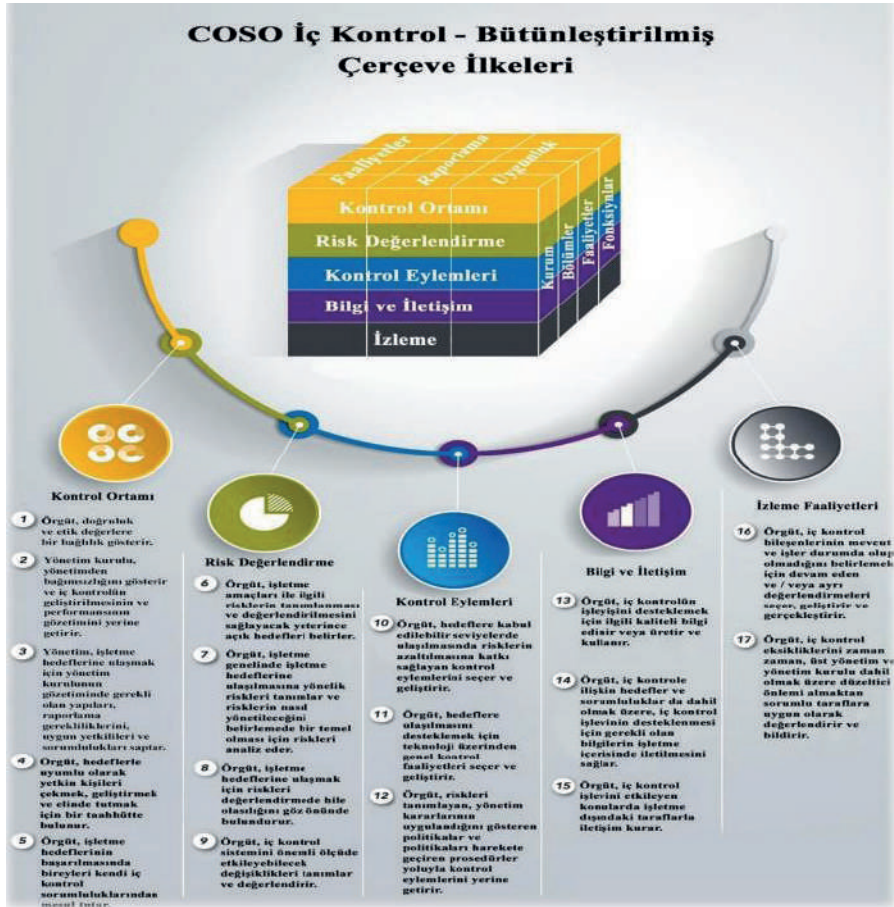 COSO İç Kontrol - Bütünleştirilmiş
Çerçeve İlkeleri
Faaliyetler
Raporlama
Uygunluk
Kontrol Ortamı
Risk Değerlendirme
Kontrol Eylemleri
Bilgi ve İletişim
İzleme
Kurum
Bölümler
Faaliyetler
Fonksiynlar
Kontrol Ortamı
1 Örgüt, doğruluk
ve etik değerlere
bir bağlılık gösterir.
2 Yönetim kurulu,
yönetimden
bağımsızlığını gösterir
ve iç kontrolün
geliştirilmesinin ve
performansının
gözetimini yerine
getirir.
3 Yönetim, işletme
hedeflerine ulaşmak
için yönetim
kurulunun
gözetiminde gerekli
olan yapıları,
raporlama
gerekliliklerini,
uygun yetkilileri ve
sorumlulukları saptar.
4 Örgüt, hedeflerle
uyumlu olarak
yetkin kişileri
çekmek, geliştirmek
ve elinde tutmak
için bir taahhütte
bulunur.
5 Örgüt, işletme
hedeflerinin
başarılmasında
bireyleri kendi iç
kontrol
sorumluluklarından
mesul tutar.
Risk Değerlendirme
6 Örgüt, işletme
amaçları ile ilgili
risklerin tanımlanması
ve değerlendirilmesini
sağlayacak yeterince
açık hedefleri belirler.
7 Örgüt, işletme
genelinde işletme
hedeflerine
ulaşılmasına yönelik
riskleri tanımlar ve
risklerin nasıl
yönetileceğini
belirlemede bir temel
olması için riskleri
analiz eder.
8 Örgüt, işletme
hedeflerine ulaşmak
için riskleri
değerlendirmede hile
olasılığını göz önünde
bulundurur.
9 Örgüt, iç kontrol
sistemini önemli ölçüde
etkileyebilecek
değişiklikleri tanımlar
ve değerlendirir.
Kontrol Eylemleri
10 Örgüt, hedeflere kabul
edilebilir seviyelerde
ulaşılmasında risklerin
azaltılmasına katkı
sağlayan kontrol
eylemlerini seçer ve
geliştirir.
11 Örgüt, hedeflere
ulaşılmasını
desteklemek için
teknoloji üzerinden
genel kontrol
faaliyetleri seçer ve
geliştirir.
12 Örgüt, riskleri
tanımlayan, yönetim
kararlarının
uygulandığını gösteren
politikalar ve
politikaları harekete
geçiren prosedürler
yoluyla kontrol
eylemlerini yerine
getirir.
Bilgi ve İletişim
13 Örgüt, iç kontrolün
işleyişini desteklemek
için ilgili kaliteli bilgi
edinir veya üretir ve
kullanır.
14 Örgüt, iç kontrole
ilişkin hedefler ve
sorumluluklar da dahil
olmak üzere, iç kontrol
işlevinin desteklenmesi
için gerekli olan
bilgilerin işletme
içerisinde iletilmesini
sağlar.
15 Örgüt, iç kontrol
işlerini etkileyen
konularda işletme
dışındaki taraflarla
iletişim kurar.
İzleme Faaliyetleri
16 Örgüt, iç kontrol
bileşenlerinin mevcut
ve işler durumda olup
olmadığını belirlemek
için devam eden
ve / veya ayrı
değerlendirmeleri
seçer, geliştirir ve
gerçekleştirir.
17 Örgüt, iç kontrol
eksikliklerini zaman
zaman, üst yönetim ve
yönetim kurulu dahil
olmak üzere düzeltici
önlemi almaktan
sorumlu taraflara
uygun olarak
değerlendirir ve
bildirir.